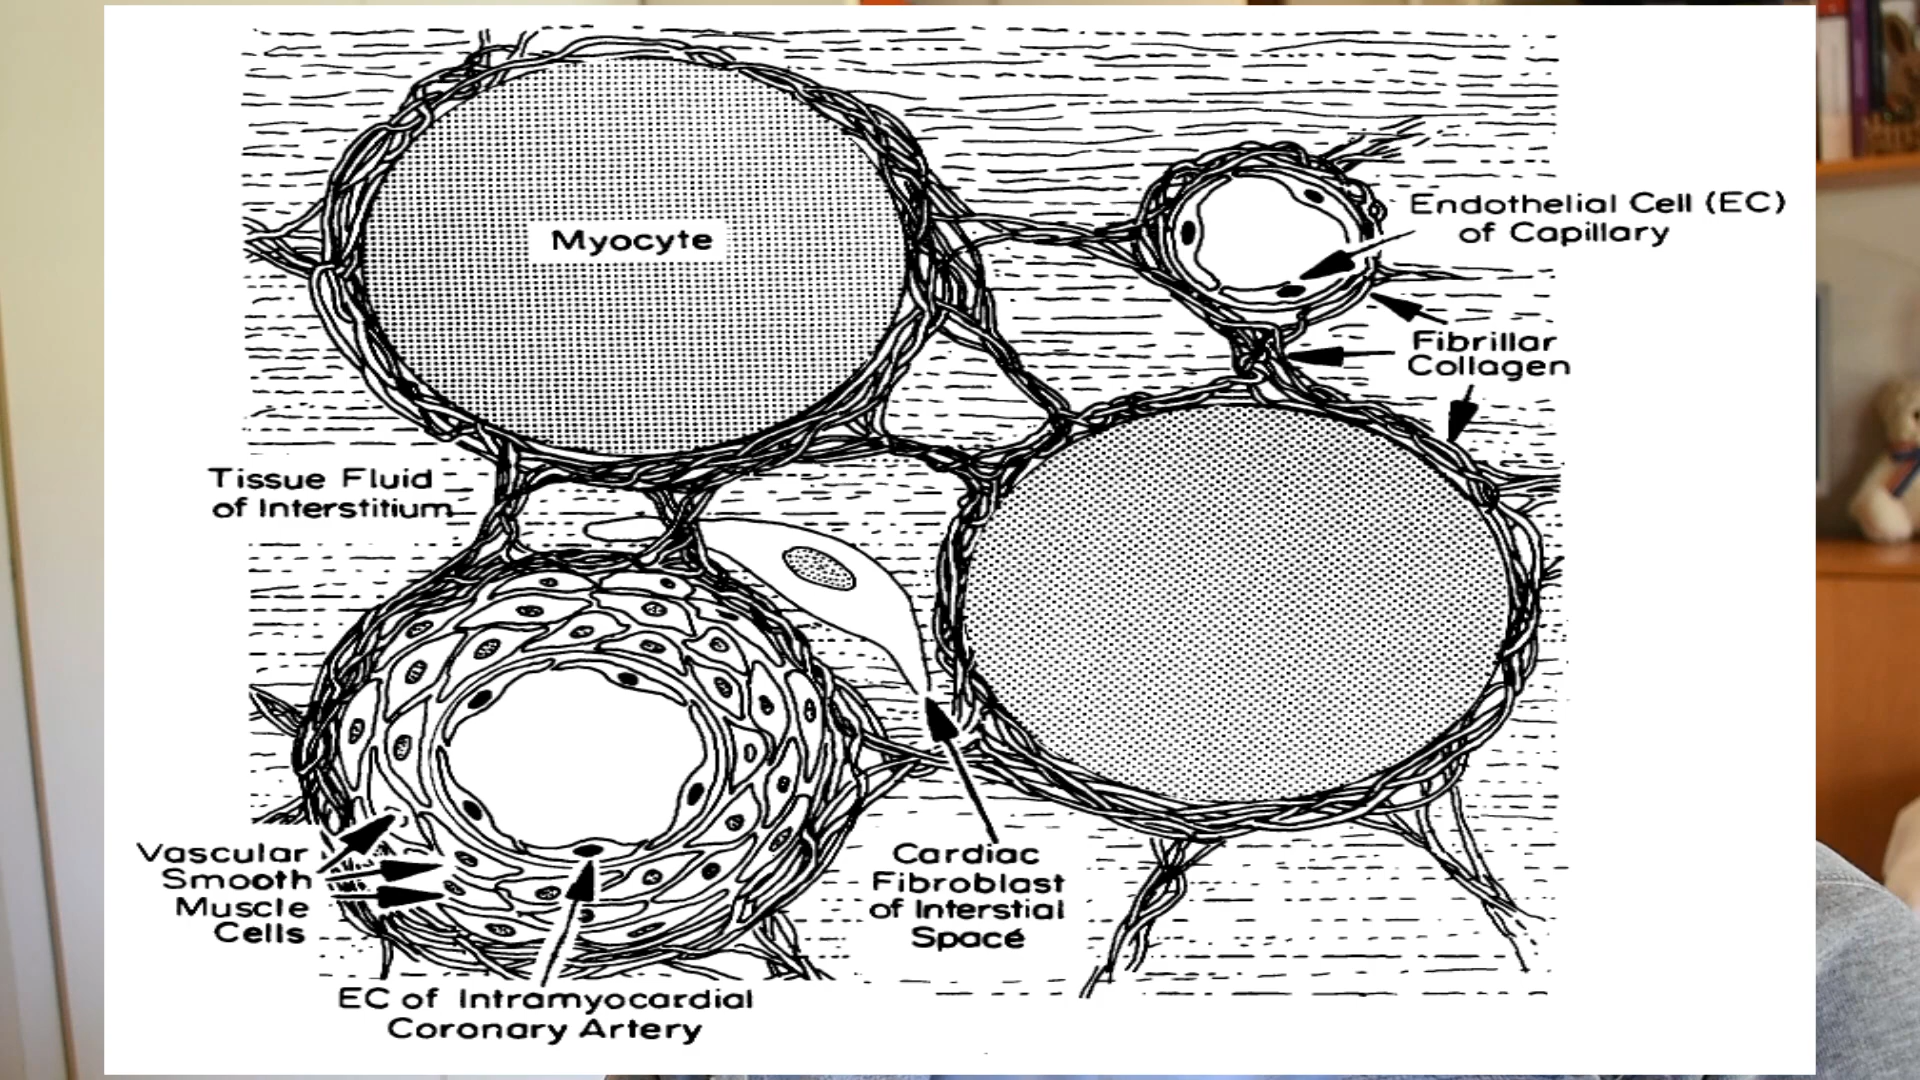 Myocyte
Endothelial Cell (EC)
of Capillary
Fibrillar
Collagen
Tissue Fluid
of Interstitium
Vascular
Smooth
Muscle
Cells
Cardiac
Fibroblast
of Interstial
Space
EC of Intramyocardial
Coronary Artery